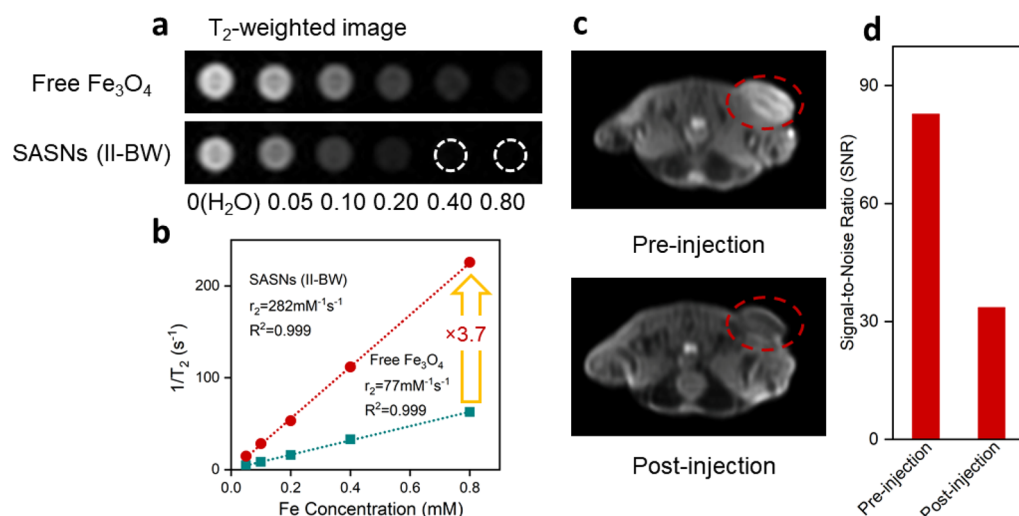 a
T₂-weighted image
Free Fe₃O₄
SASNs (II-BW)
0(H₂O) 0.05 0.10 0.20 0.40 0.80
b
SASNs (II-BW)
r₂=282mM⁻¹s⁻¹
R²=0.999
×3.7
Free Fe₃O₄
r₂=77mM⁻¹s⁻¹
R²=0.999
1/T₂ (s⁻¹)
200
100
0
0.0 0.2 0.4 0.6 0.8
Fe Concentration (mM)
c
Pre-injection
Post-injection
d
Signal-to-Noise Ratio (SNR)
90
60
30
0
Pre-injection
Post-injection